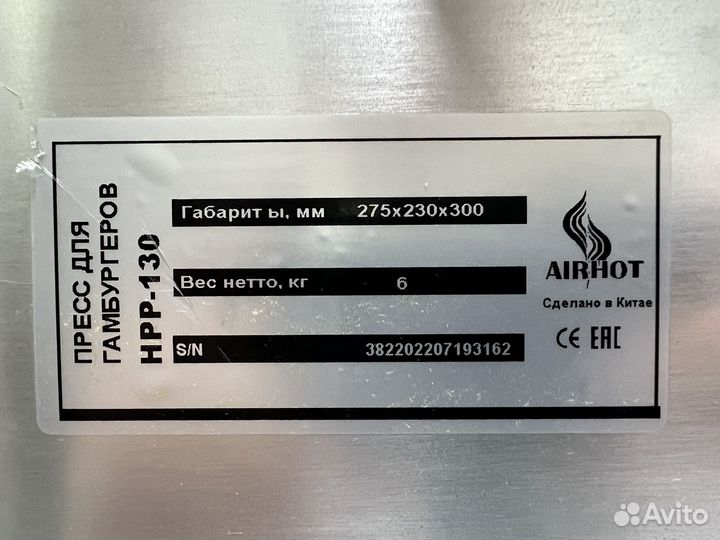 ПРЕСС ДЛЯ
ГАМБУРГЕРОВ
HPP-130
Габарит ы, мм 275x230x300
Вес нетто, кг 6
S/N 382202207193162
AIRHOT
Сделано в Китае
CE EAC
Avito